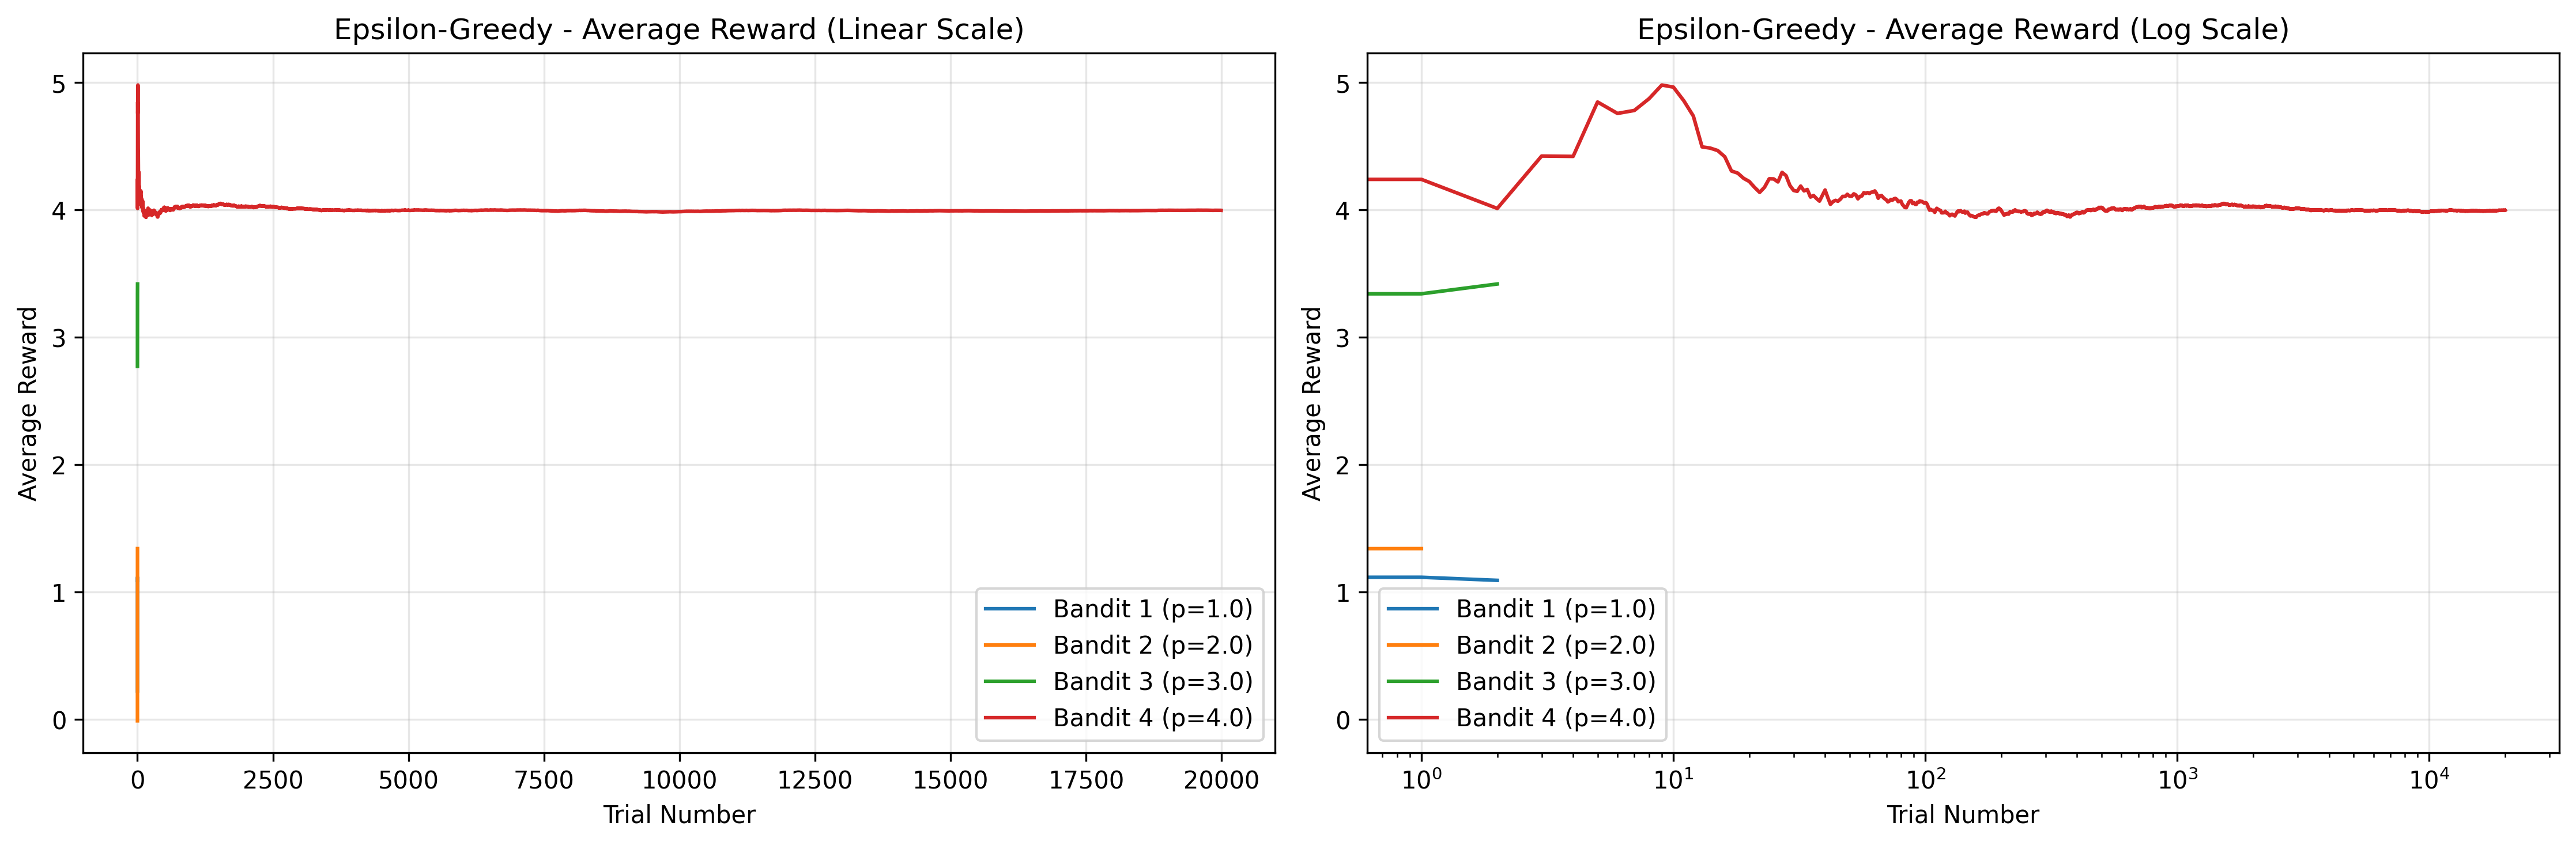 Epsilon-Greedy - Average Reward (Linear Scale)
Average Reward
5
4
3
2
1
0
Bandit 1 (p=1.0)
Bandit 2 (p=2.0)
Bandit 3 (p=3.0)
Bandit 4 (p=4.0)
0 2500 5000 7500 10000 12500 15000 17500 20000
Trial Number
Epsilon-Greedy - Average Reward (Log Scale)
Average Reward
5
4
3
2
1
0
Bandit 1 (p=1.0)
Bandit 2 (p=2.0)
Bandit 3 (p=3.0)
Bandit 4 (p=4.0)
10⁰ 10¹ 10² 10³ 10⁴
Trial Number